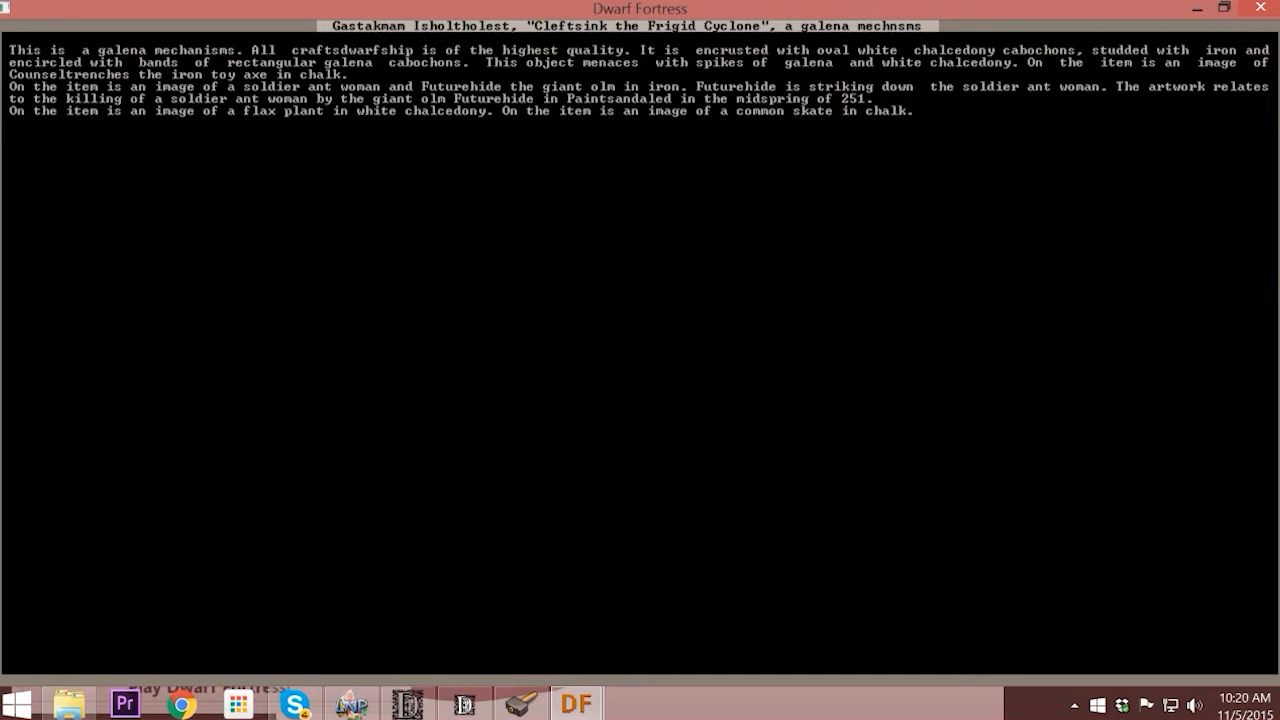 Dwarf Fortress
Gastakmam Isholtholest, "Cleftsink the Frigid Cyclone", a galena mechnsms
This is a galena mechanisms. All craftsdwarfship is of the highest quality. It is encrusted with oval white chalcedony cabochons, studded with iron and
encircled with bands of rectangular galena cabochons. This object menaces with spikes of galena and white chalcedony. On the item is an image of
Counseltrenches the iron toy axe in chalk.
On the item is an image of a soldier ant woman and Futurehide the giant olm in iron. Futurehide is striking down the soldier ant woman. The artwork relates
to the killing of a soldier ant woman by the giant olm Futurehide in Paintsandaled in the midspring of 251.
On the item is an image of a flax plant in white chalcedony. On the item is an image of a common skate in chalk.
Play Dwarf Fortress!
Pr
S
4
LNP
D
D
DF
10:20 AM
11/5/2015